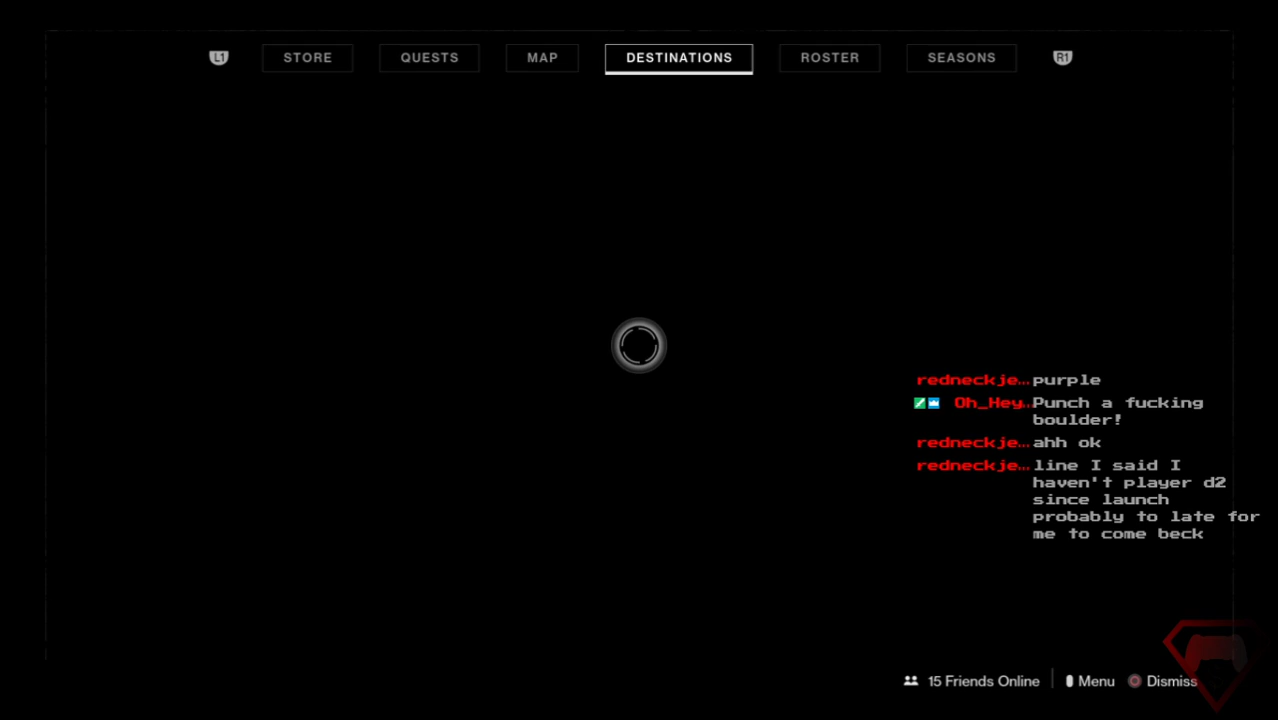 L1 STORE QUESTS MAP DESTINATIONS ROSTER SEASONS R1
redneckje…purple
Oh_Hey…Punch a fucking
boulder!
redneckje…ahh ok
redneckje…line I said I
haven't player d2
since launch
probably to late for
me to come beck
15 Friends Online Menu Dismiss